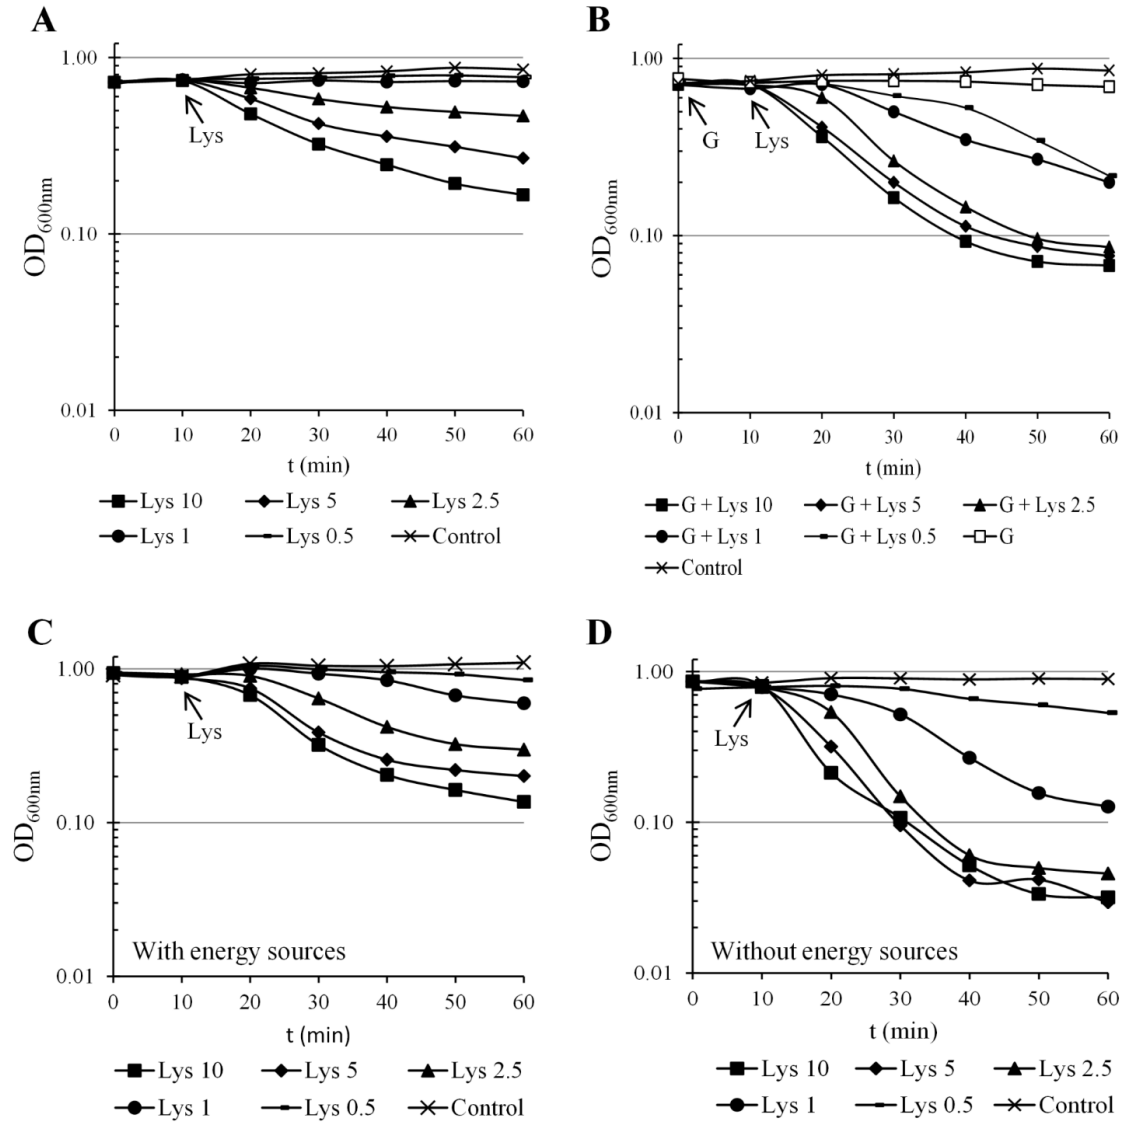 A
1.00
0.10
0.01
OD600nm
Lys
0 10 20 30 40 50 60
t (min)
Lys 10 Lys 5 Lys 2.5
Lys 1 Lys 0.5 Control
B
1.00
0.10
0.01
OD600nm
G
Lys
0 10 20 30 40 50 60
t (min)
G + Lys 10 G + Lys 5 G + Lys 2.5
G + Lys 1 G + Lys 0.5 G
Control
C
1.00
0.10
0.01
OD600nm
Lys
With energy sources
0 10 20 30 40 50 60
t (min)
Lys 10 Lys 5 Lys 2.5
Lys 1 Lys 0.5 Control
D
1.00
0.10
0.01
OD600nm
Lys
Without energy sources
0 10 20 30 40 50 60
t (min)
Lys 10 Lys 5 Lys 2.5
Lys 1 Lys 0.5 Control